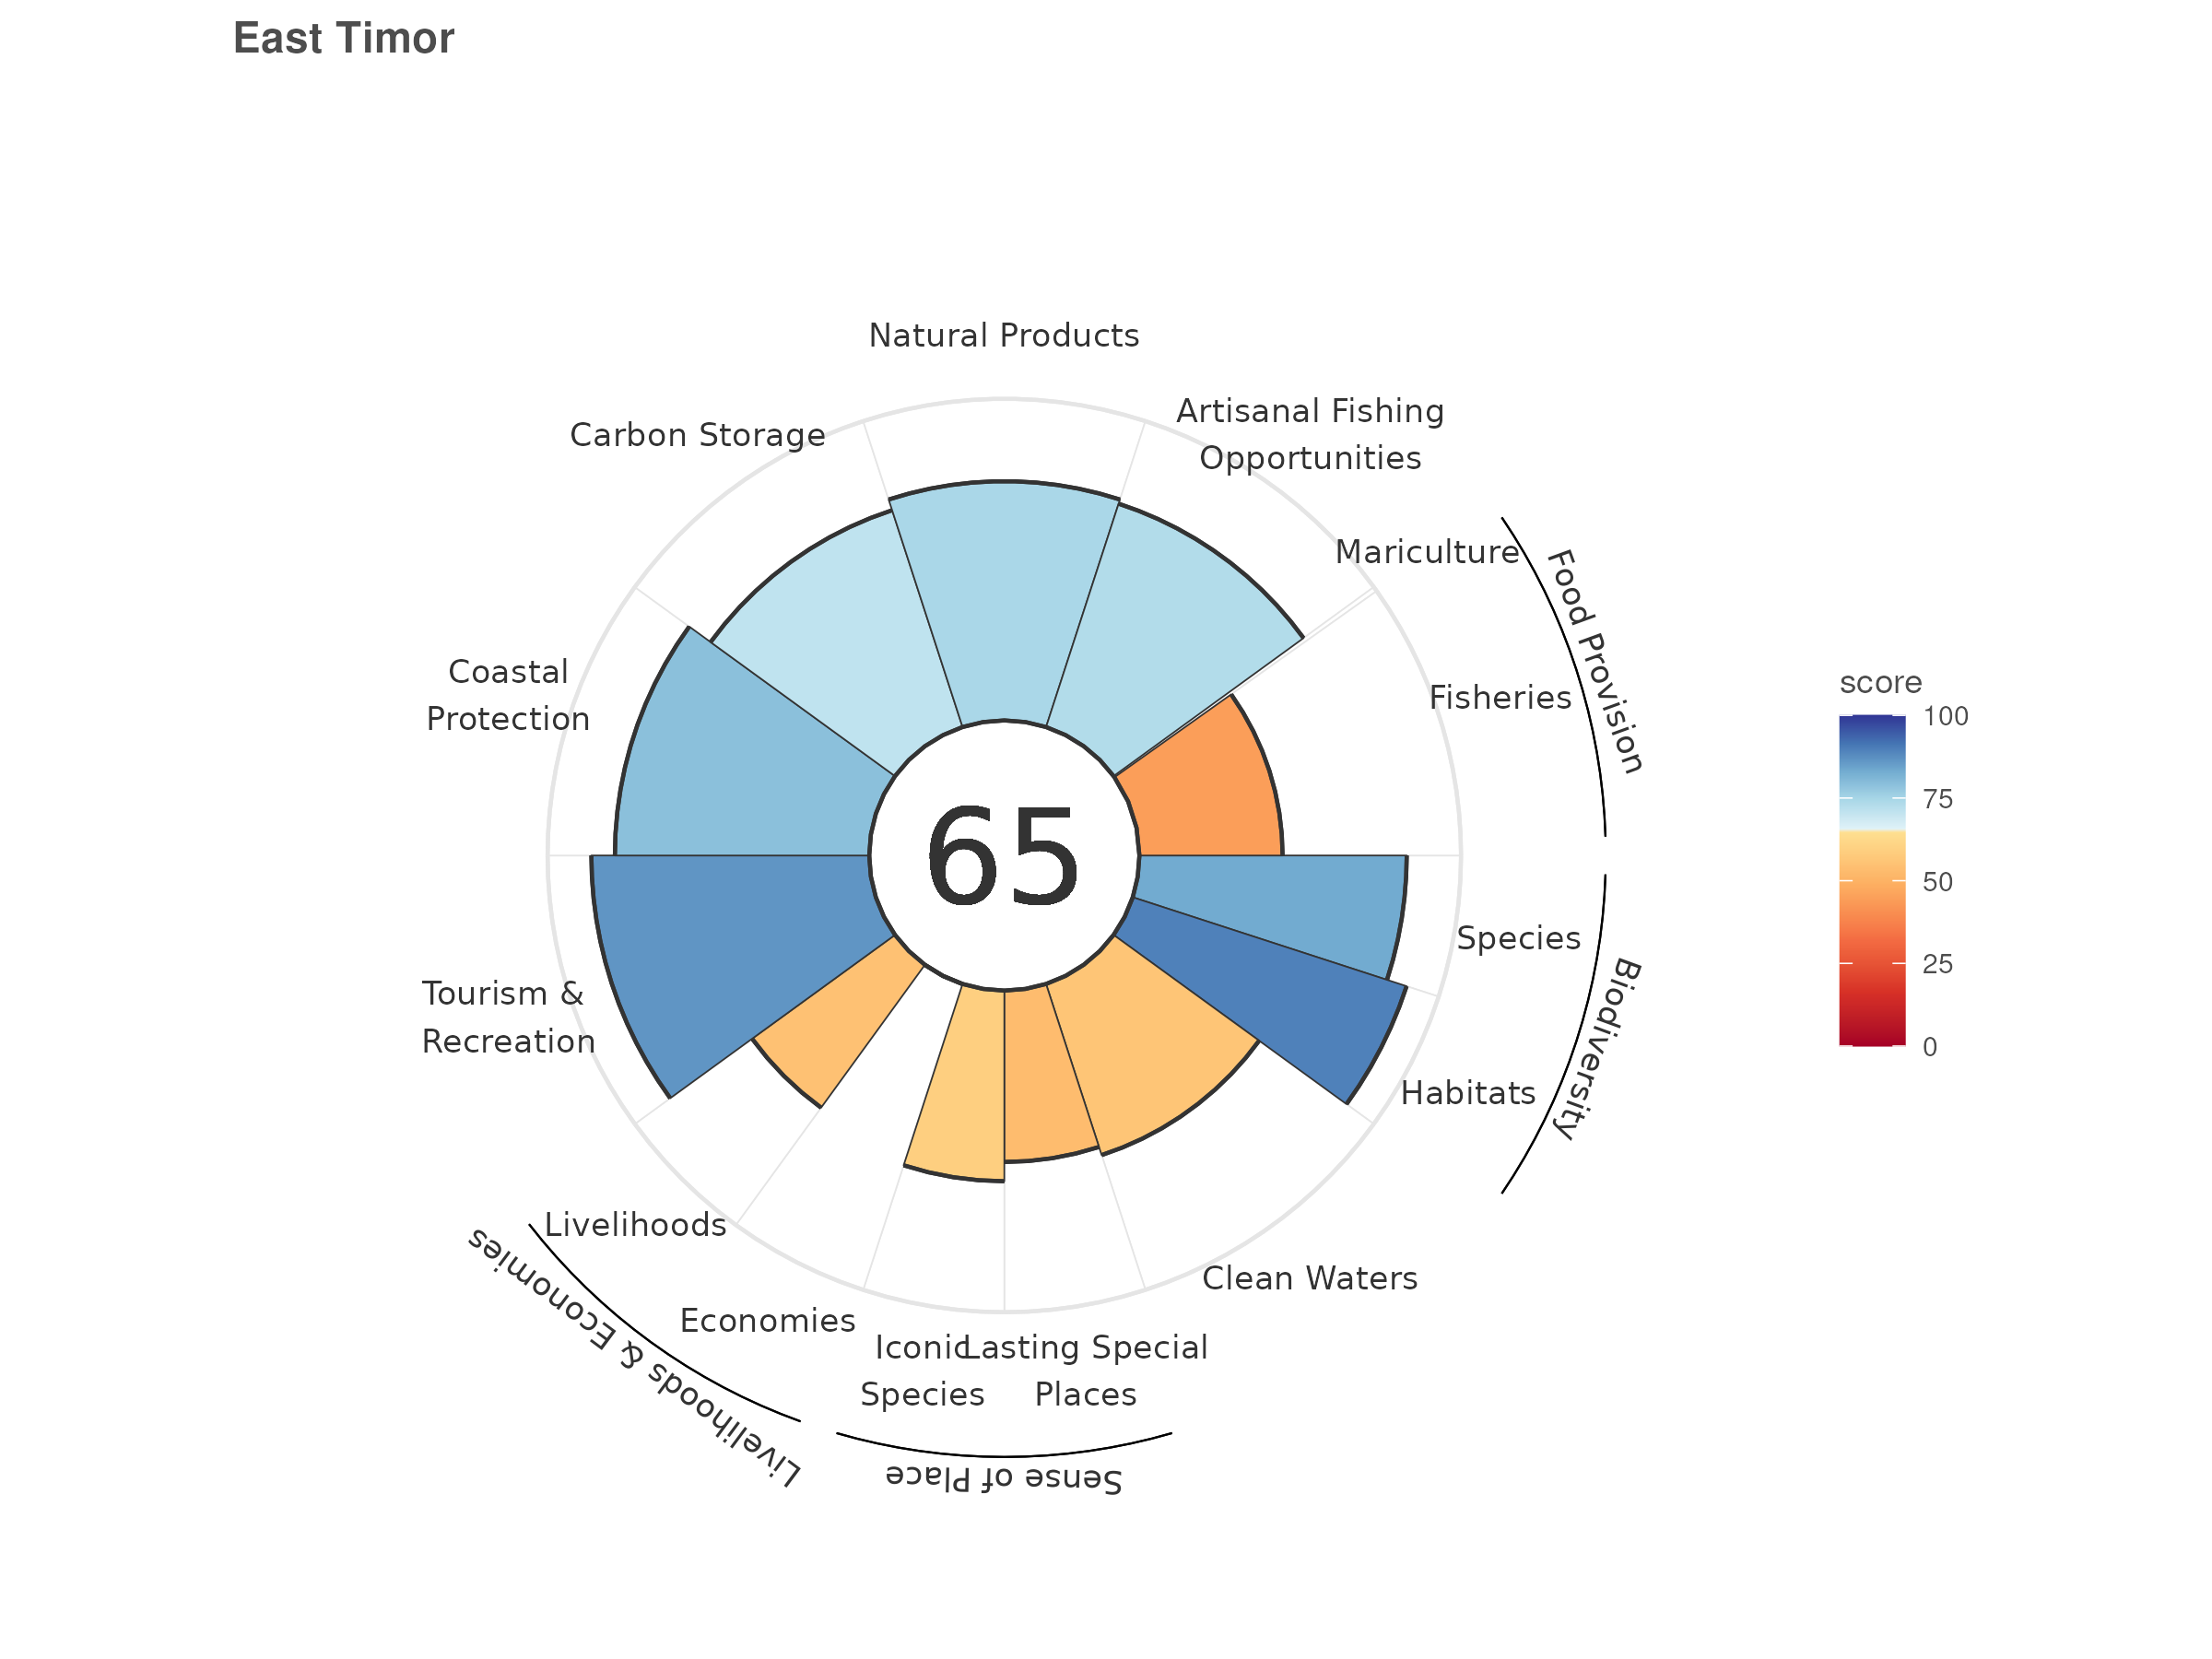 East Timor
Natural Products
Artisanal Fishing
Opportunities
Carbon Storage
Mariculture
Food Provision
Fisheries
Coastal
Protection
65
Species
Biodiversity
Habitats
Tourism &
Recreation
Livelihoods
Economies
Livelihoods & Economies
Clean Waters
Iconic
Species
Lasting Special
Places
Sense of Place
score
100
75
50
25
0